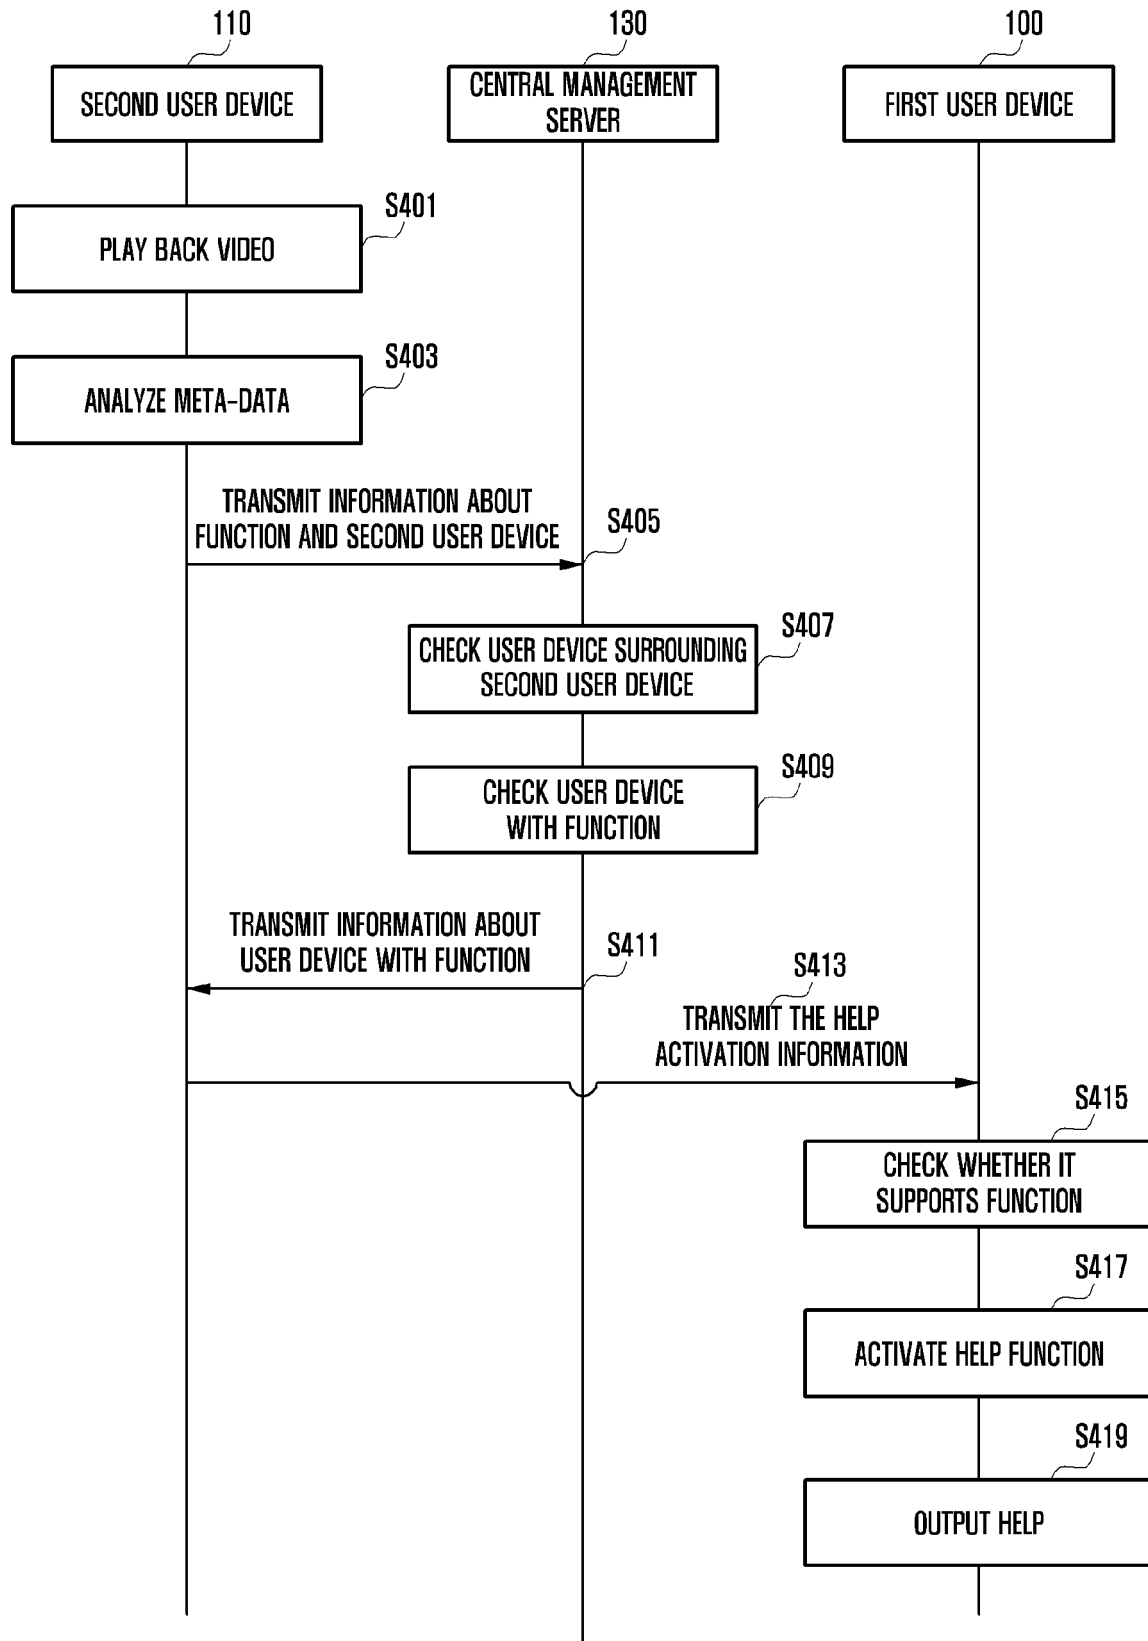 110
130
100
SECOND USER DEVICE
CENTRAL MANAGEMENT
SERVER
FIRST USER DEVICE
S401
PLAY BACK VIDEO
S403
ANALYZE META-DATA
TRANSMIT INFORMATION ABOUT
FUNCTION AND SECOND USER DEVICE
S405
S407
CHECK USER DEVICE SURROUNDING
SECOND USER DEVICE
S409
CHECK USER DEVICE
WITH FUNCTION
TRANSMIT INFORMATION ABOUT
USER DEVICE WITH FUNCTION
S411
S413
TRANSMIT THE HELP
ACTIVATION INFORMATION
S415
CHECK WHETHER IT
SUPPORTS FUNCTION
S417
ACTIVATE HELP FUNCTION
S419
OUTPUT HELP